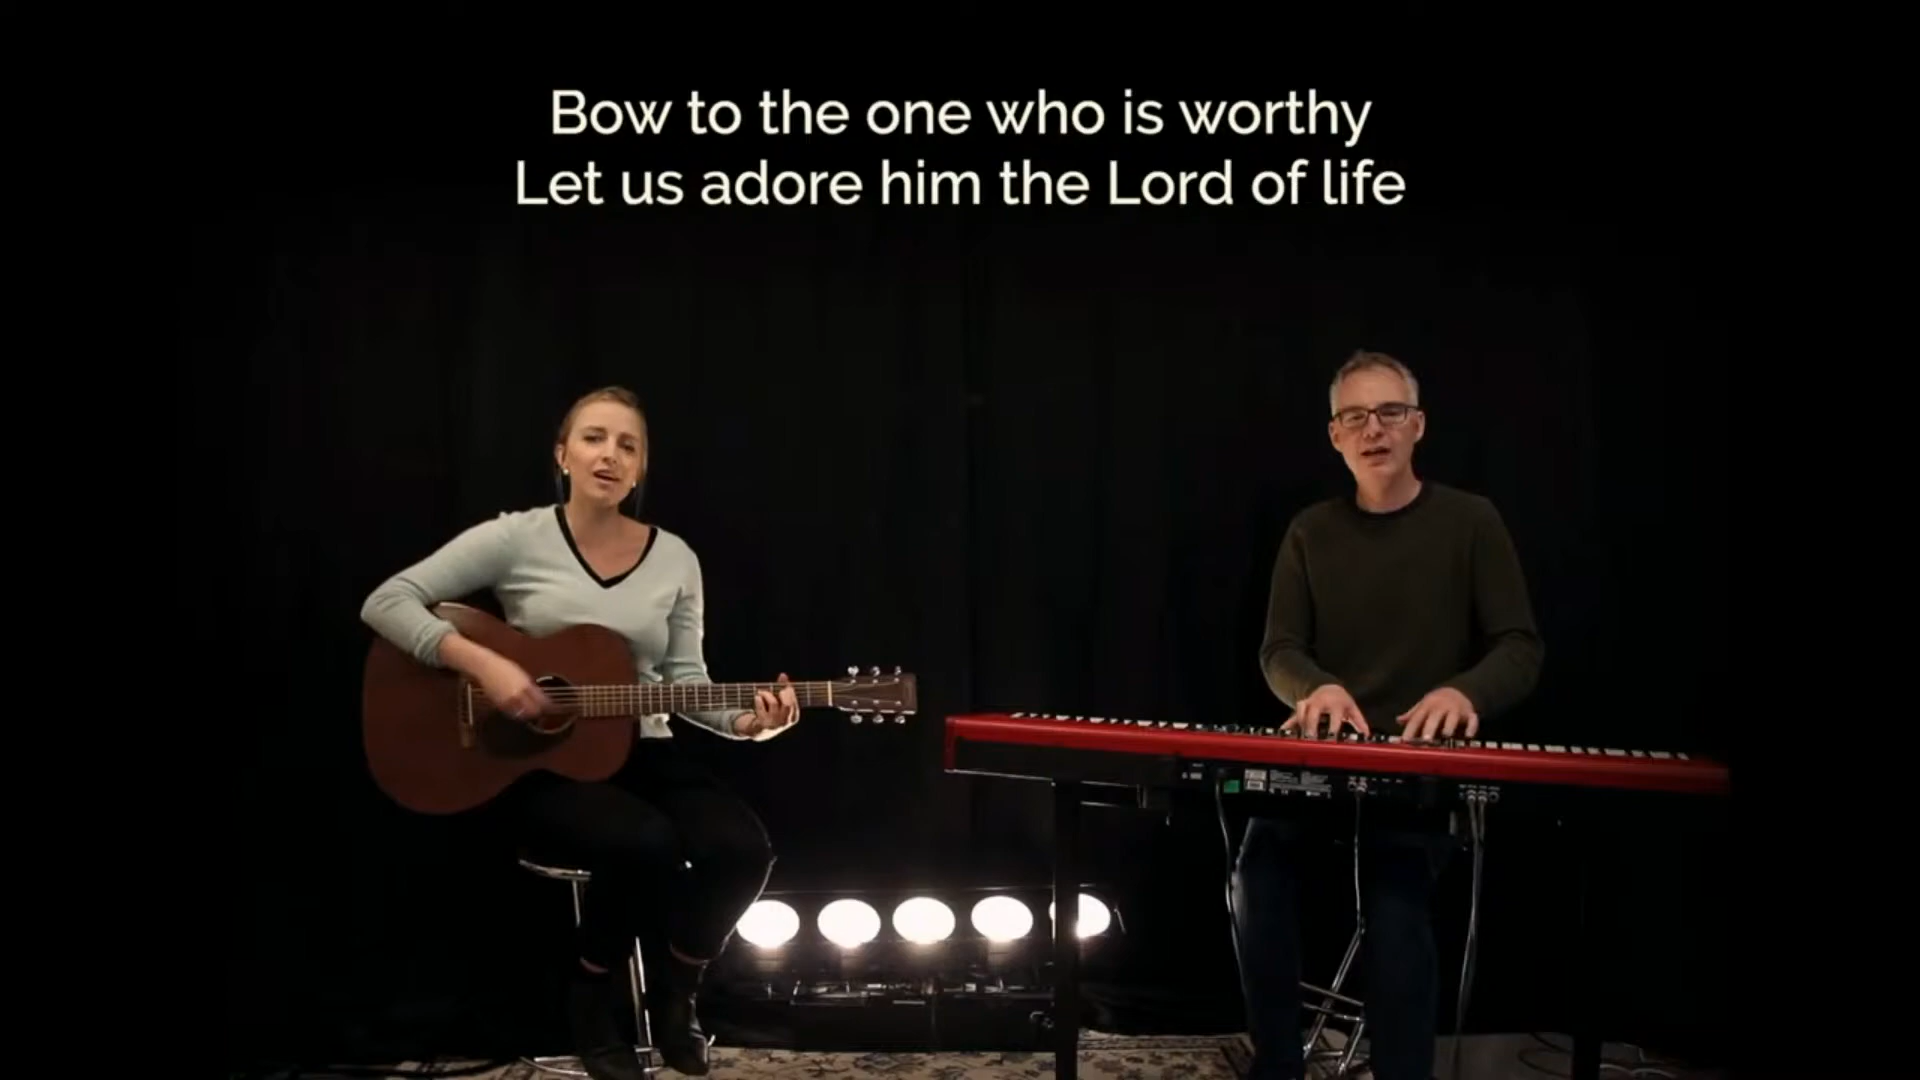 Bow to the one who is worthy
Let us adore him the Lord of life